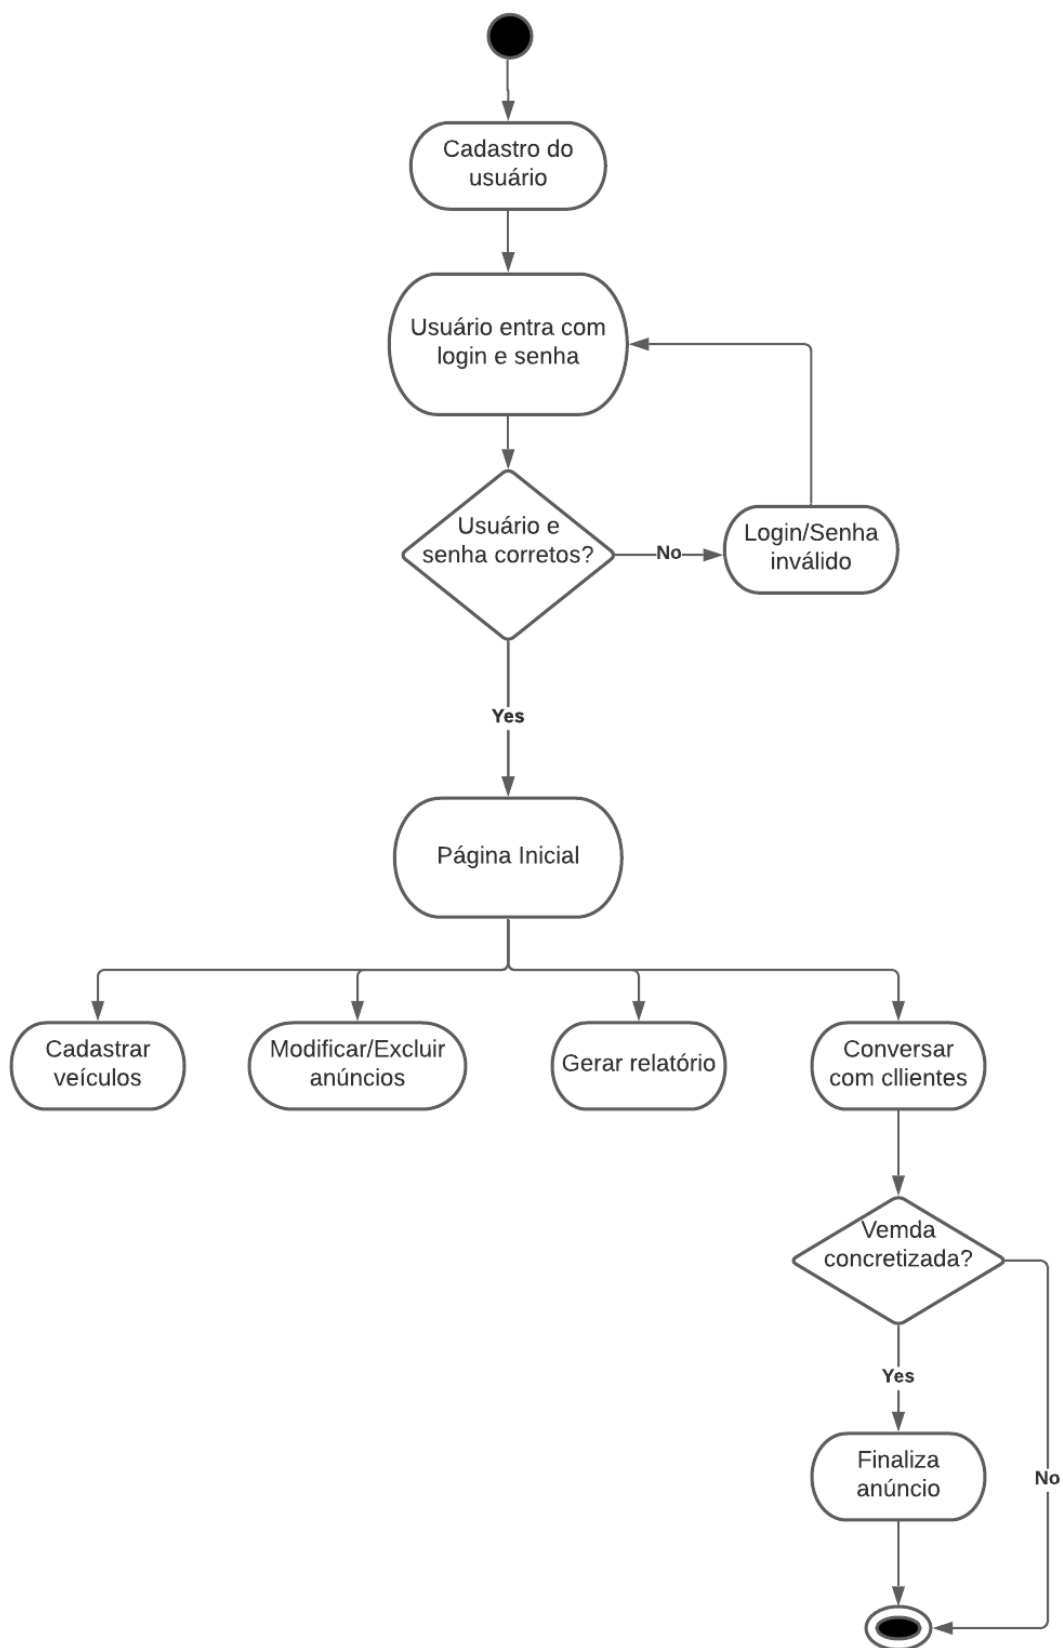 Cadastro do
usuário
Usuário entra com
login e senha
Usuário e
senha corretos?
No
Login/Senha
inválido
Yes
Página Inicial
Cadastrar
veículos
Modificar/Excluir
anúncios
Gerar relatório
Conversar
com cllientes
Vemda
concretizada?
Yes
Finaliza
anúncio
No